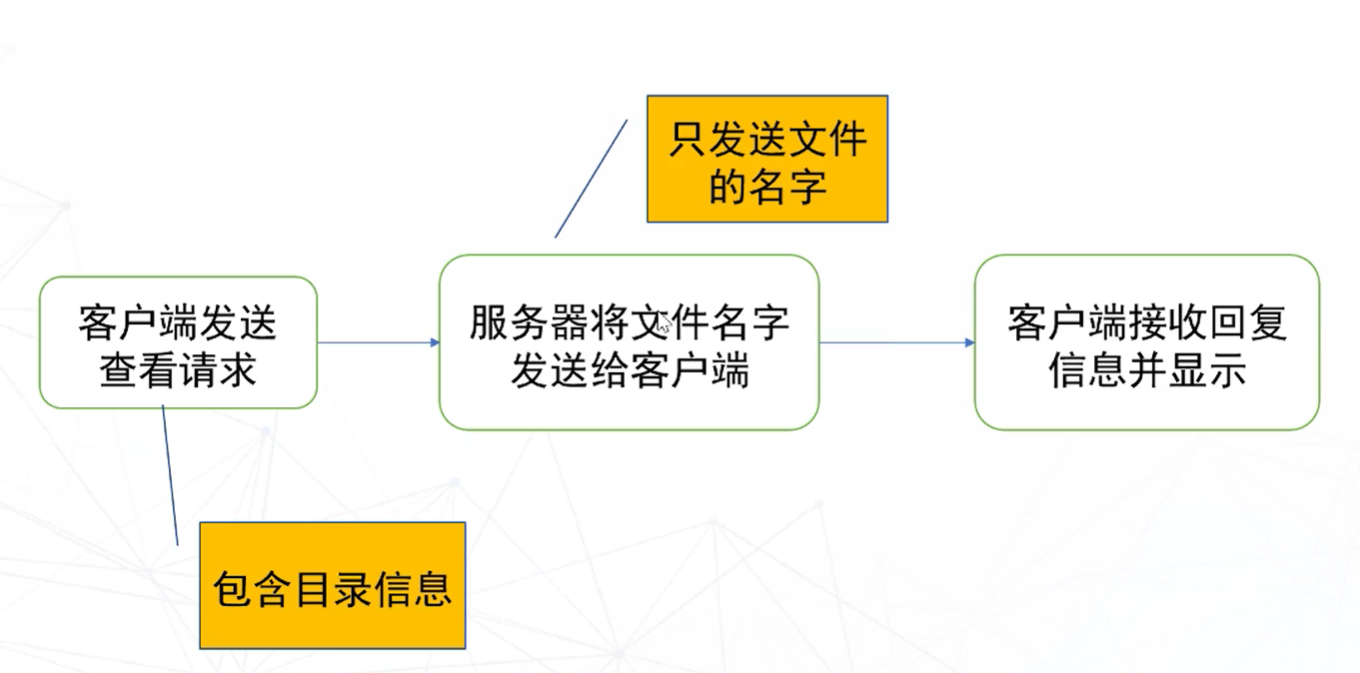 只发送文件
的名字
客户端发送
查看请求
服务器将文件名字
发送给客户端
客户端接收回复
信息并显示
包含目录信息